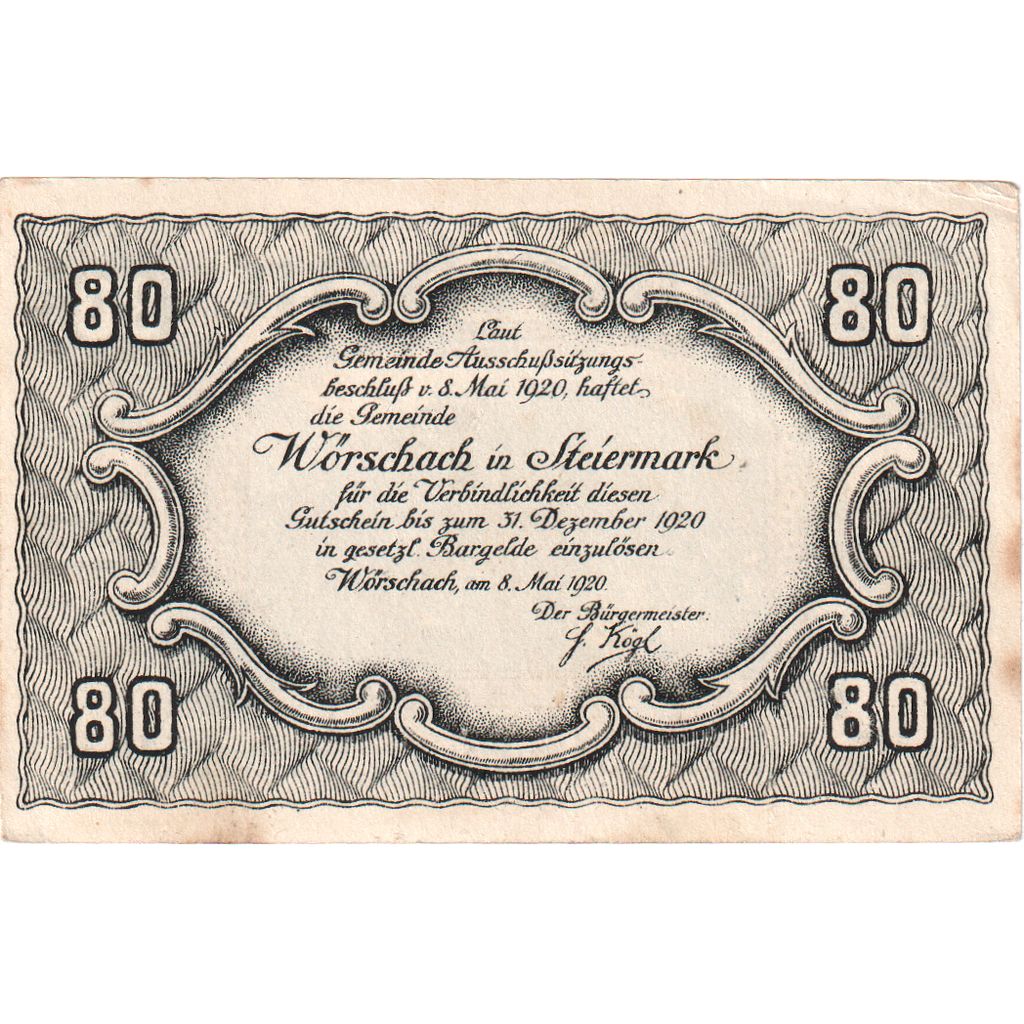 80 80
Laut
Gemeinde-Ausschußsitzungs-
beschluß v. 8. Mai 1920, haftet
die Gemeinde
Wörschach in Steiermark
für die Verbindlichkeit diesen
Gutschein bis zum 31. Dezember 1920
in gesetzl. Bargelde einzulösen.
Wörschach, am 8. Mai 1920.
Der Bürgermeister.
f. Kögl
80 80